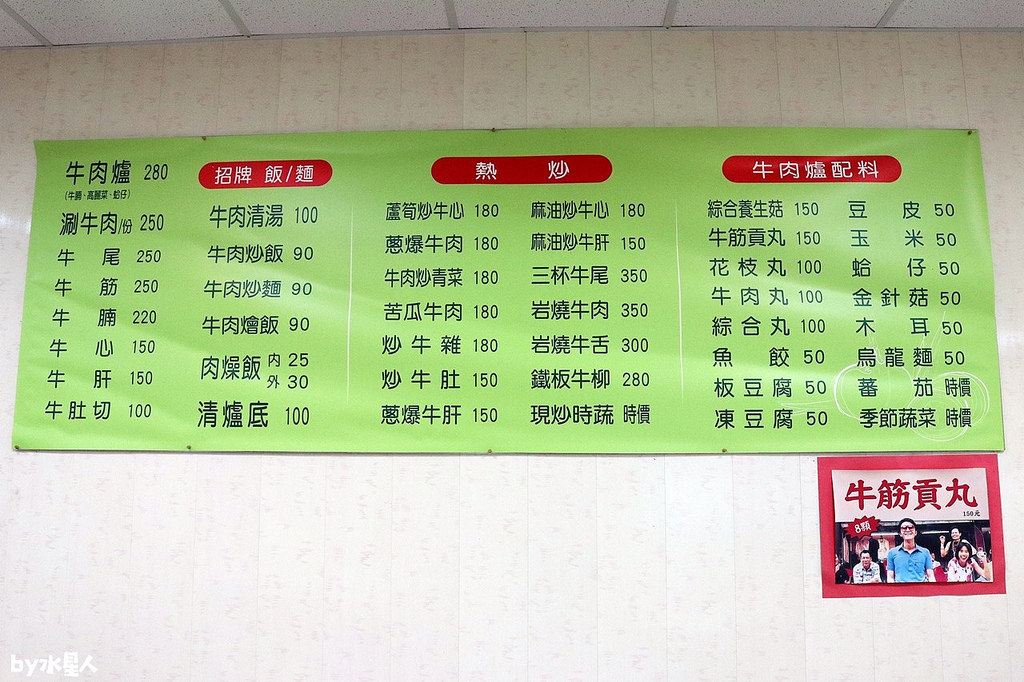 牛肉爐 280
(牛腩、高麗菜、蛤仔)
涮牛肉/份 250
牛尾 250
牛筋 250
牛腩 220
牛心 150
牛肝 150
牛肚切 100
招牌 飯/麵
牛肉清湯 100
牛肉炒飯 90
牛肉炒麵 90
牛肉燴飯 90
肉燥飯 內 25
外 30
清爐底 100
熱炒
蘆筍炒牛心 180
蔥爆牛肉 180
牛肉炒青菜 180
苦瓜牛肉 180
炒牛雜 180
炒牛肚 150
蔥爆牛肝 150
麻油炒牛心 180
麻油炒牛肝 150
三杯牛尾 350
岩燒牛肉 350
岩燒牛舌 300
鐵板牛柳 280
現炒時蔬 時價
牛肉爐配料
綜合養生菇 150
牛筋貢丸 150
花枝丸 100
牛肉丸 100
綜合丸 100
魚餃 50
板豆腐 50
凍豆腐 50
豆皮 50
玉米 50
蛤仔 50
金針菇 50
木耳 50
烏龍麵 50
蕃茄 時價
季節蔬菜 時價
牛筋貢丸
150元
8顆
by水星人